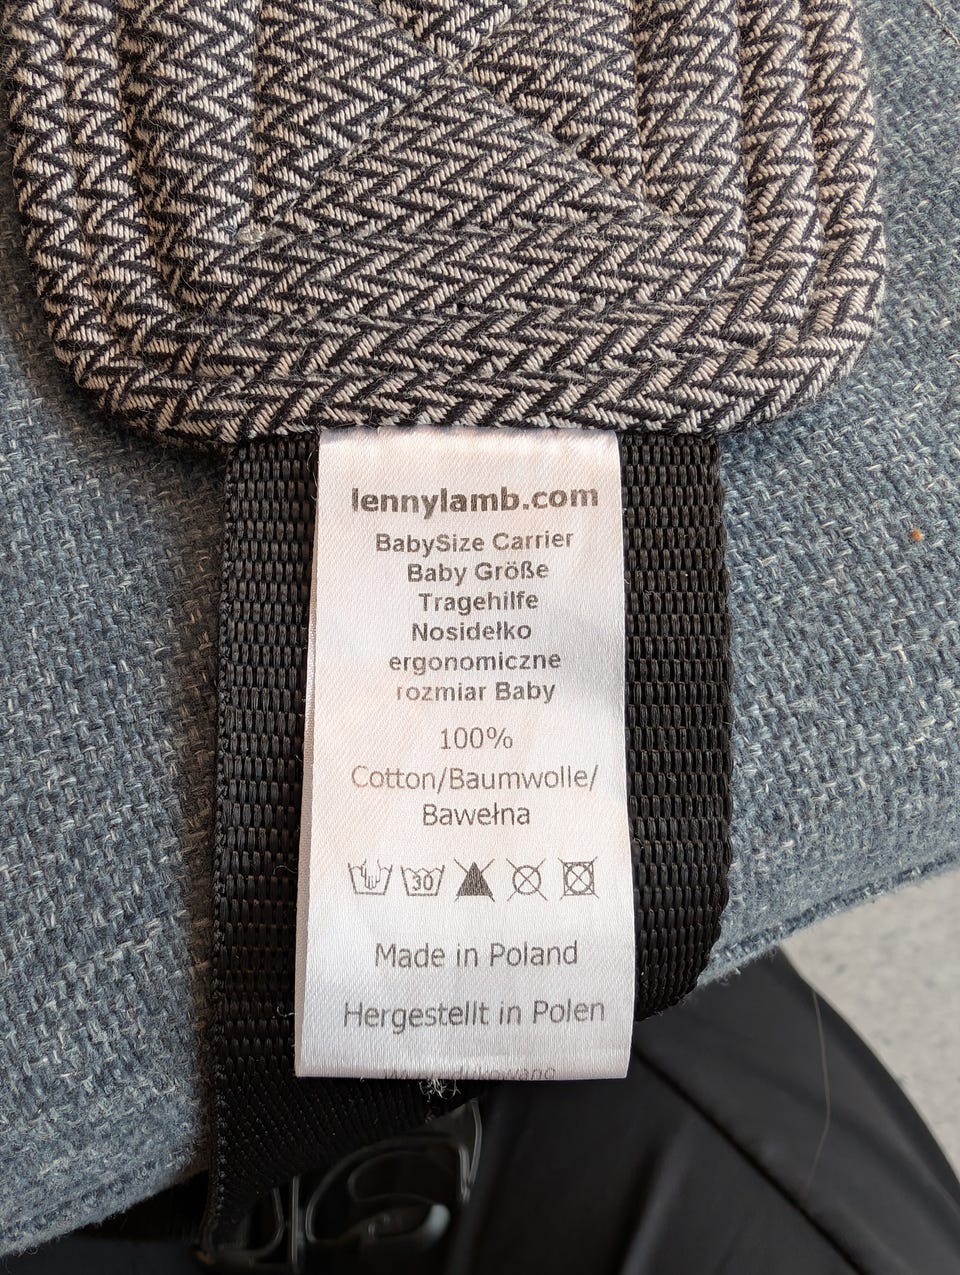 lennylamb.com
BabySize Carrier
Baby Größe
Tragehilfe
Nosidełko
ergonomiczne
rozmiar Baby
100%
Cotton/Baumwolle/
Bawełna
30
Made in Poland
Hergestellt in Polen